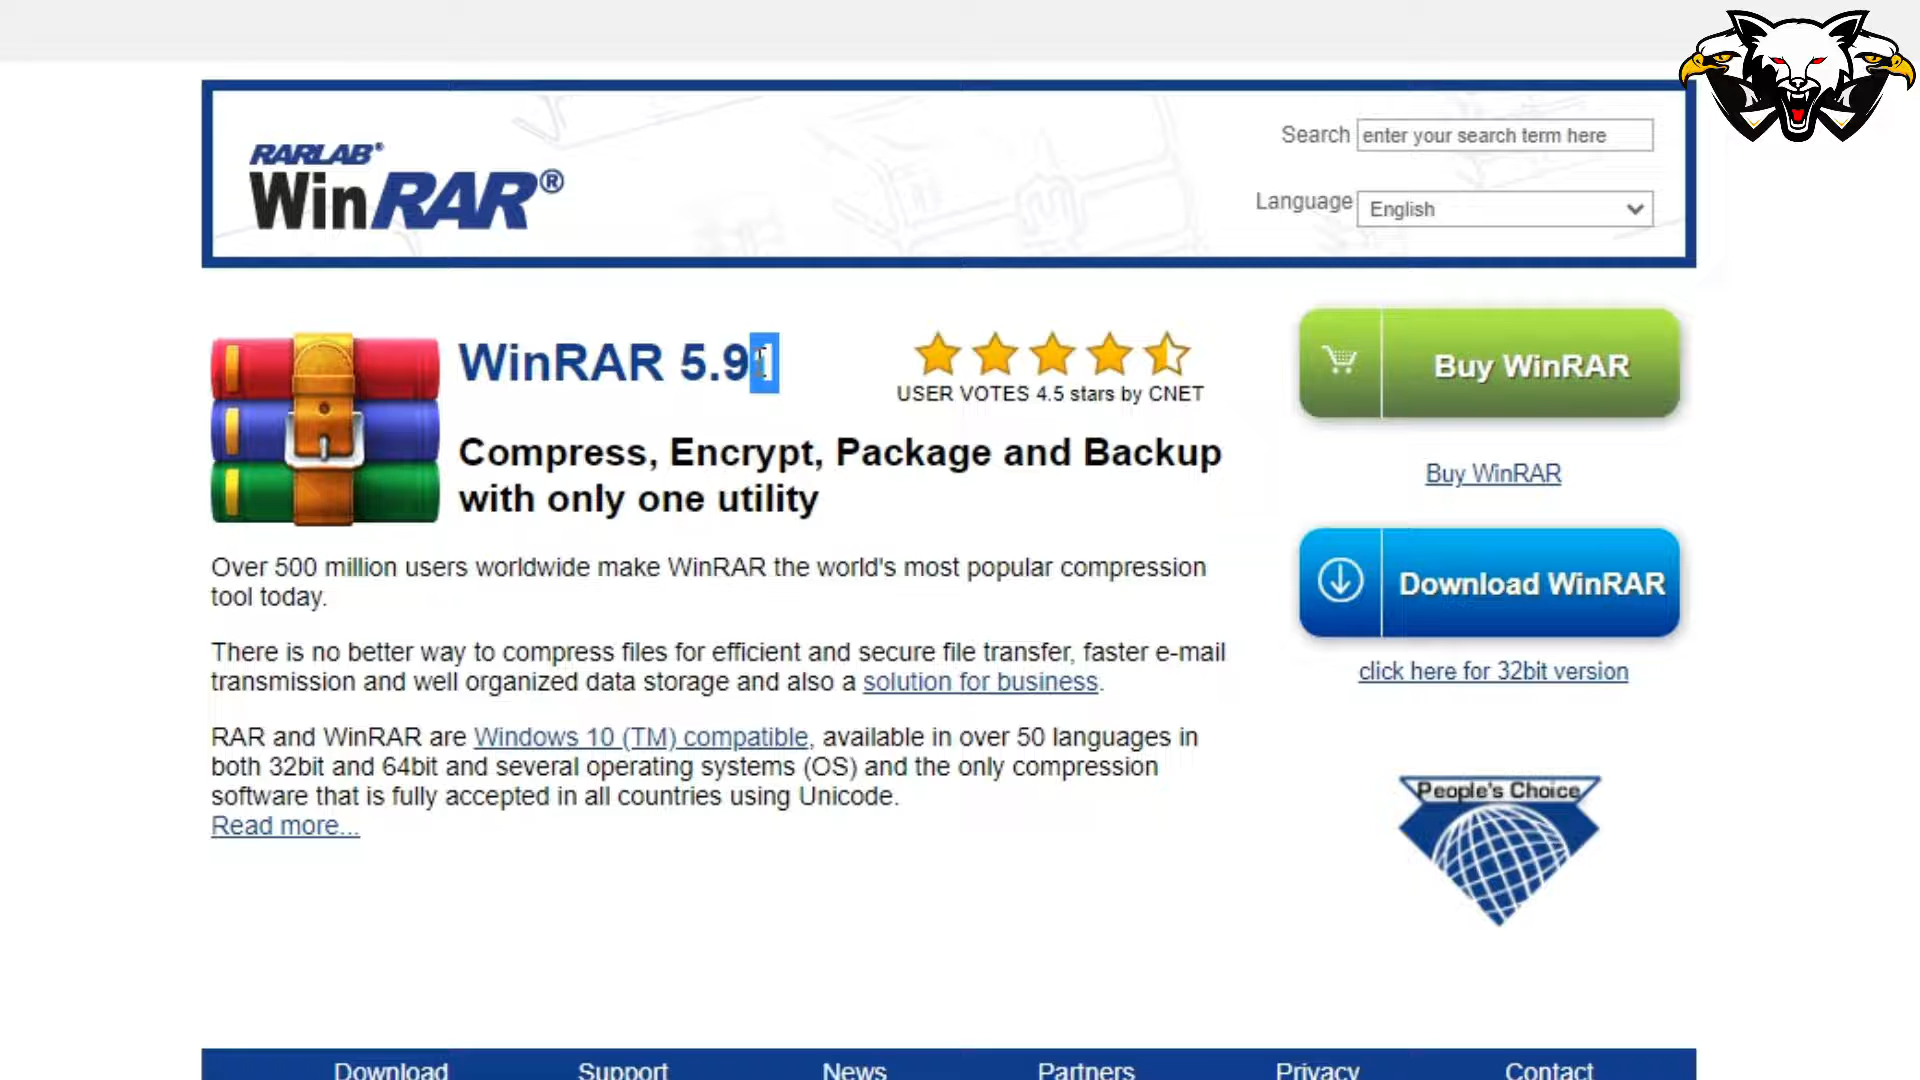 RARLAB®
WinRAR®
Search enter your search term here
Language English
WinRAR 5.91
USER VOTES 4.5 stars by CNET
Compress, Encrypt, Package and Backup
with only one utility
Over 500 million users worldwide make WinRAR the world's most popular compression
tool today.
There is no better way to compress files for efficient and secure file transfer, faster e-mail
transmission and well organized data storage and also a solution for business.
RAR and WinRAR are Windows 10 (TM) compatible, available in over 50 languages in
both 32bit and 64bit and several operating systems (OS) and the only compression
software that is fully accepted in all countries using Unicode.
Read more...
Buy WinRAR
Buy WinRAR
Download WinRAR
click here for 32bit version
People's Choice
Download Support News Partners Privacy Contact